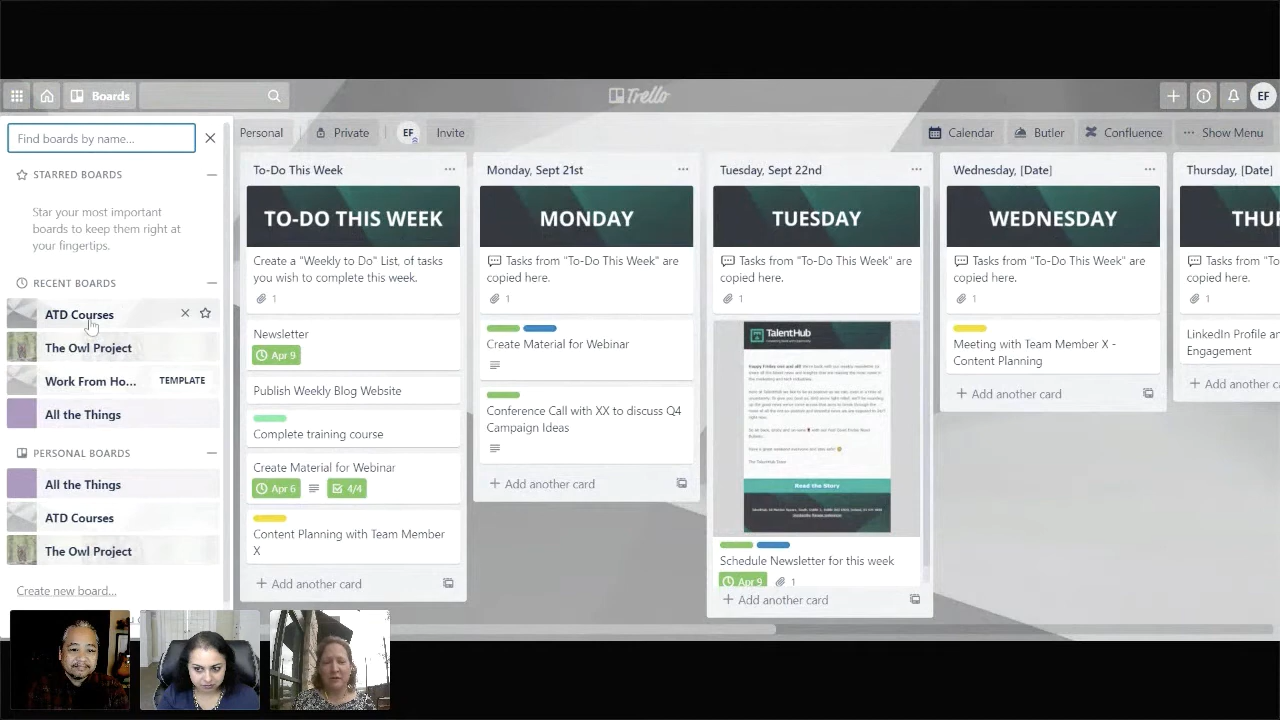 Boards
Trello
EF
Find boards by name...
STARRED BOARDS
Star your most important
boards to keep them right at
your fingertips.
RECENT BOARDS
ATD Courses
The Owl Project
Work From Ho... TEMPLATE
All the
PERSONAL BOARDS
All the Things
ATD Courses
The Owl Project
Create new board...
Personal
Private
EF
Invite
Calendar
Butler
Confluence
Show Menu
To-Do This Week
TO-DO THIS WEEK
Create a "Weekly to Do" List, of tasks
you wish to complete this week.
1
Newsletter
Apr 9
Publish Weekly Blog Website
Complete training course
Create Material for Webinar
Apr 6
4/4
Content Planning with Team Member
X
+ Add another card
Monday, Sept 21st
MONDAY
Tasks from "To-Do This Week" are
copied here.
1
Create Material for Webinar
Conference Call with XX to discuss Q4
Campaign Ideas
+ Add another card
Tuesday, Sept 22nd
TUESDAY
Tasks from "To-Do This Week" are
copied here.
1
TalentHub
Read the Story
Schedule Newsletter for this week
Apr 9
1
+ Add another card
Wednesday, [Date]
WEDNESDAY
Tasks from "To-Do This Week" are
copied here.
1
Meeting with Team Member X -
Content Planning
+ Add another card
Thursday, [Date]
THUR
Tasks from "To-D
copied here.
1
LinkedIn Profile ar
Engagement
+ Add another